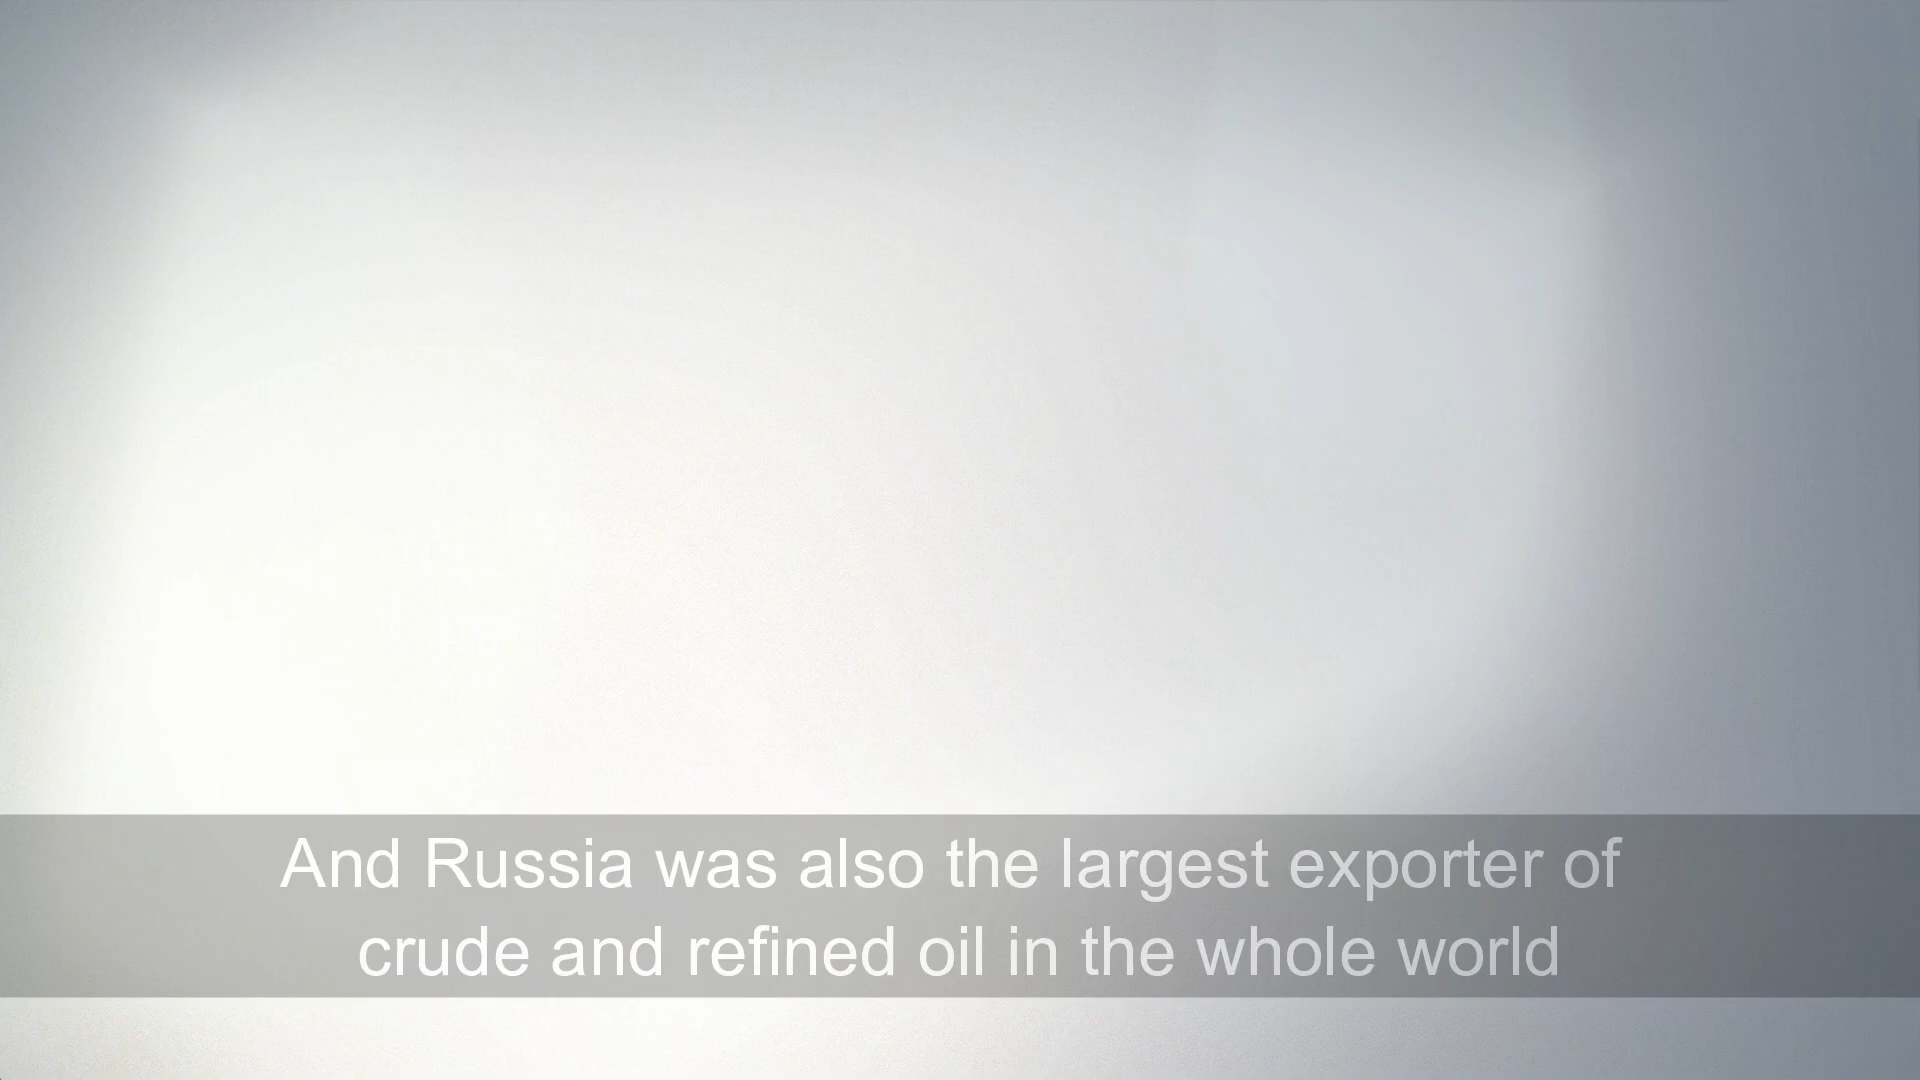 And Russia was also the largest exporter of
crude and refined oil in the whole world